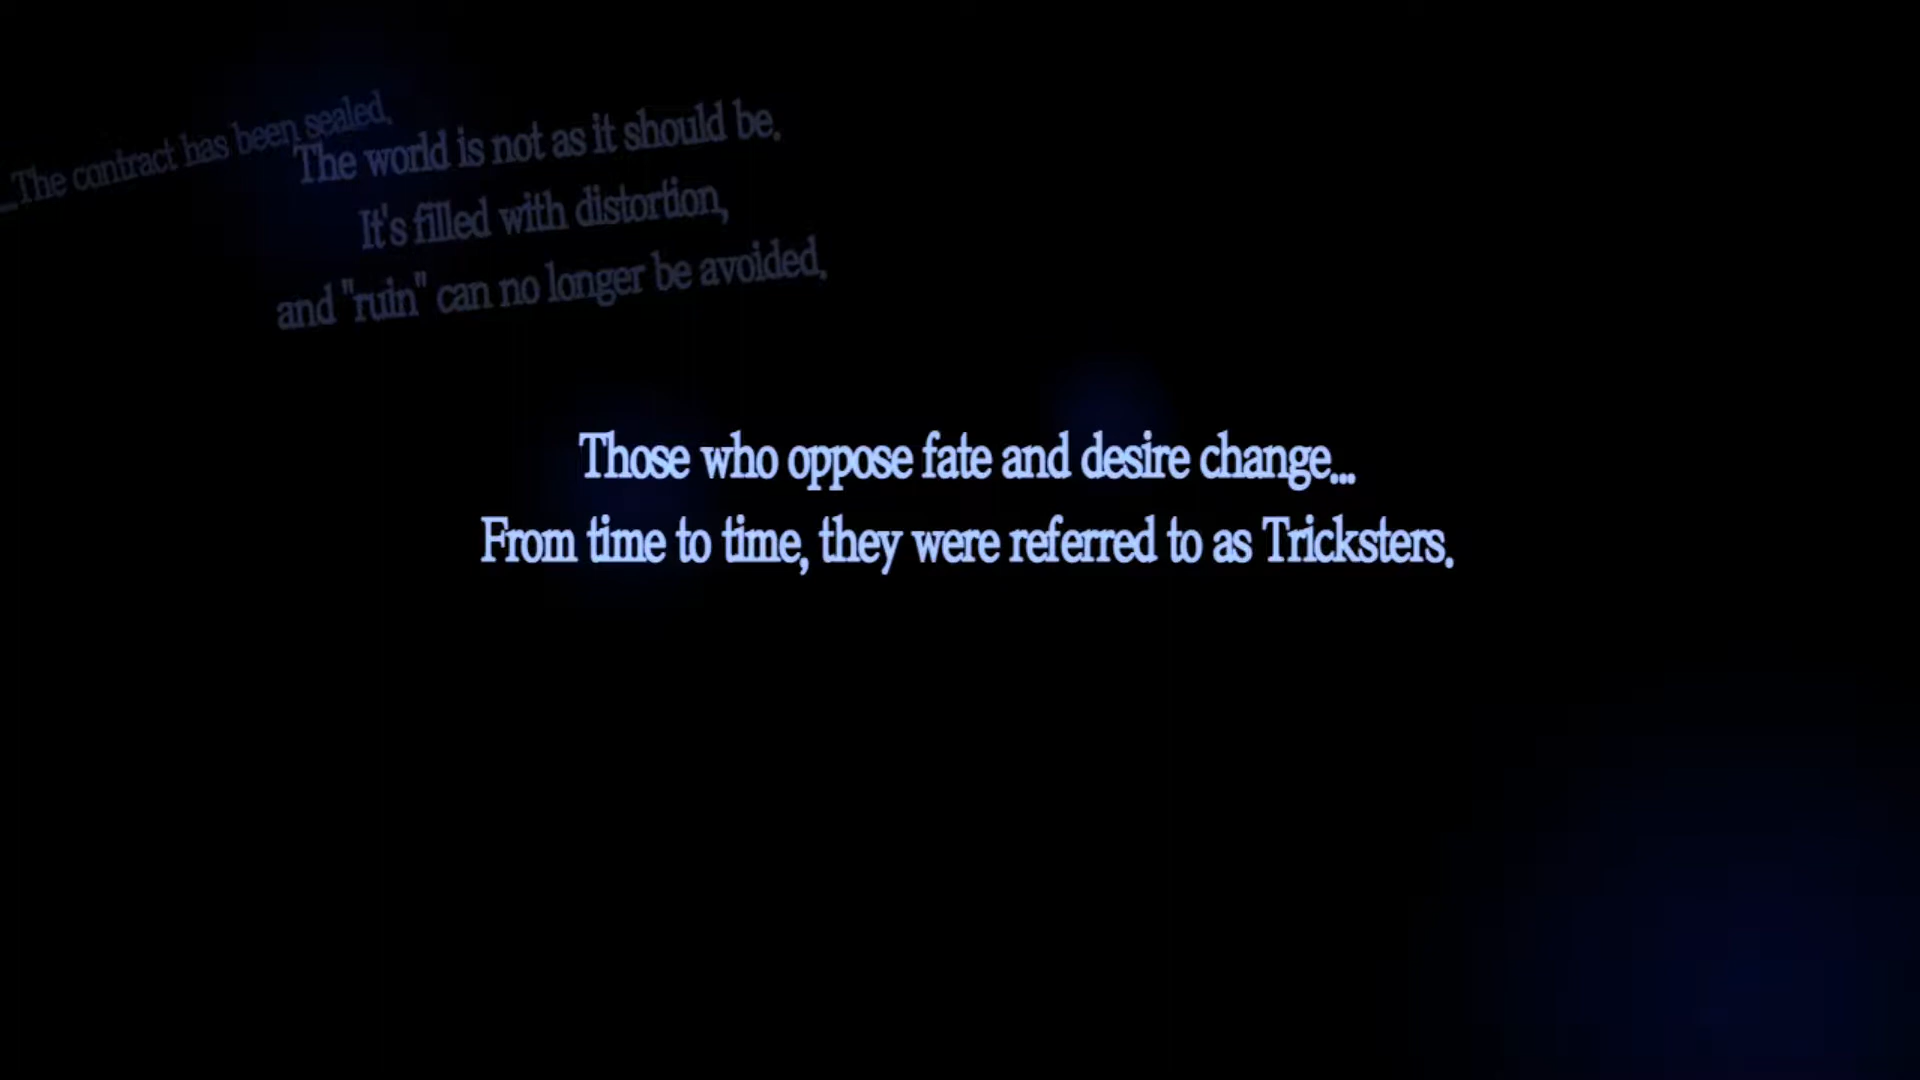 _The contract has been sealed,
The world is not as it should be.
It's filled with distortion,
and "ruin" can no longer be avoided,
Those who oppose fate and desire change...
From time to time, they were referred to as Tricksters.